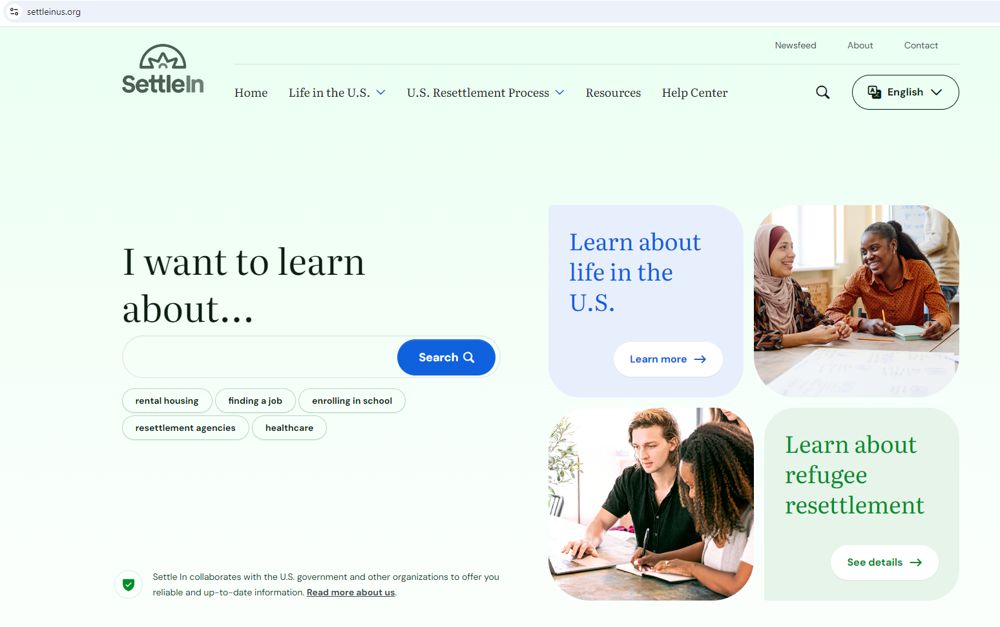 settleinus.org
Newsfeed About Contact
SettleIn
Home Life in the U.S. U.S. Resettlement Process Resources Help Center English
I want to learn
about...
Search
rental housing finding a job enrolling in school
resettlement agencies healthcare
Learn about
life in the
U.S.
Learn more
Learn about
refugee
resettlement
See details
Settle In collaborates with the U.S. government and other organizations to offer you
reliable and up-to-date information. Read more about us.